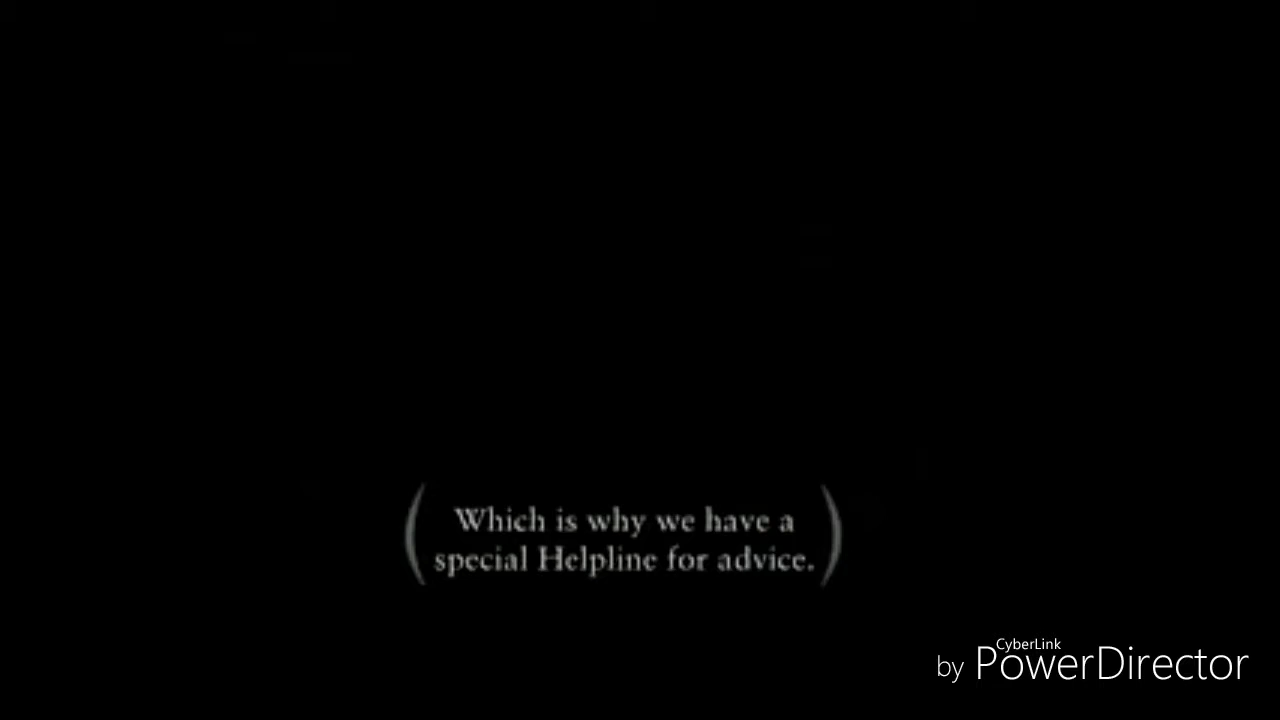 ( Which is why we have a
special Helpline for advice. )
CyberLink
by PowerDirector